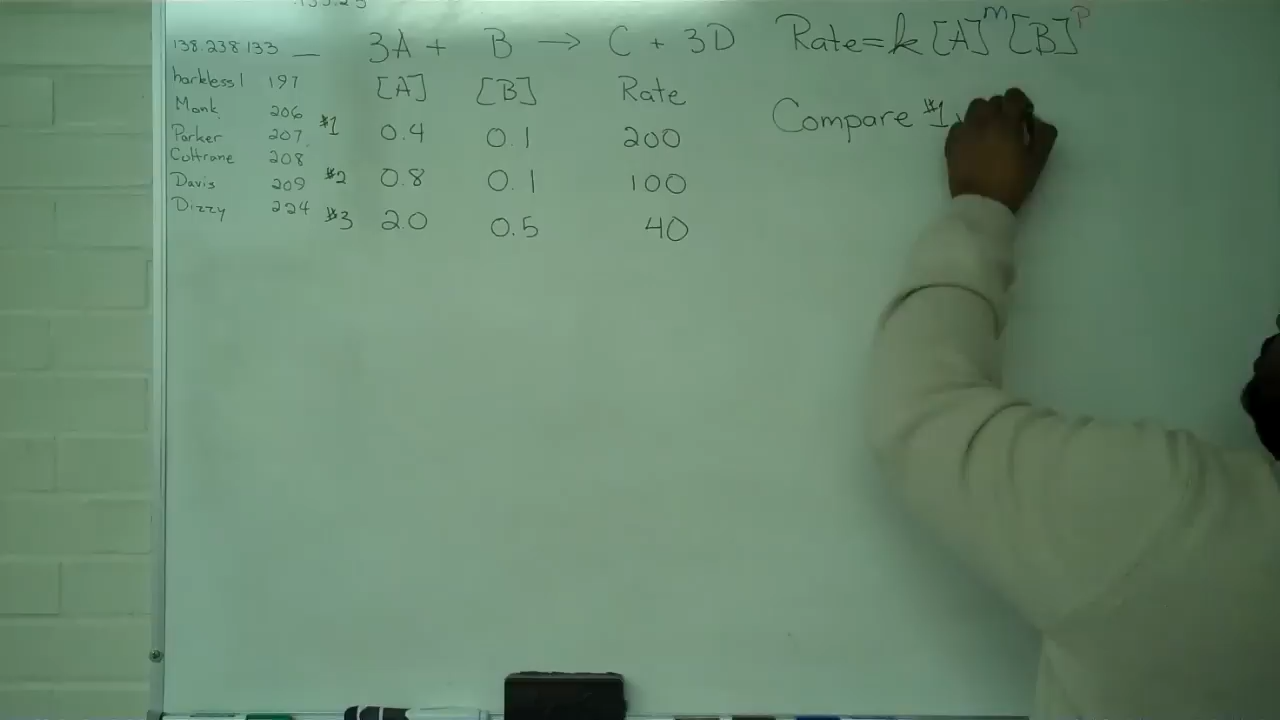 138.238.133 __
harkless1 197
Monk 206
Parker 207
Coltrane 208
Davis 209
Dizzy 224
3A + B → C + 3D
[A] [B] Rate
#1 0.4 0.1 200
#2 0.8 0.1 100
#3 2.0 0.5 40
Rate=k[A]^m[B]^p
Compare #1